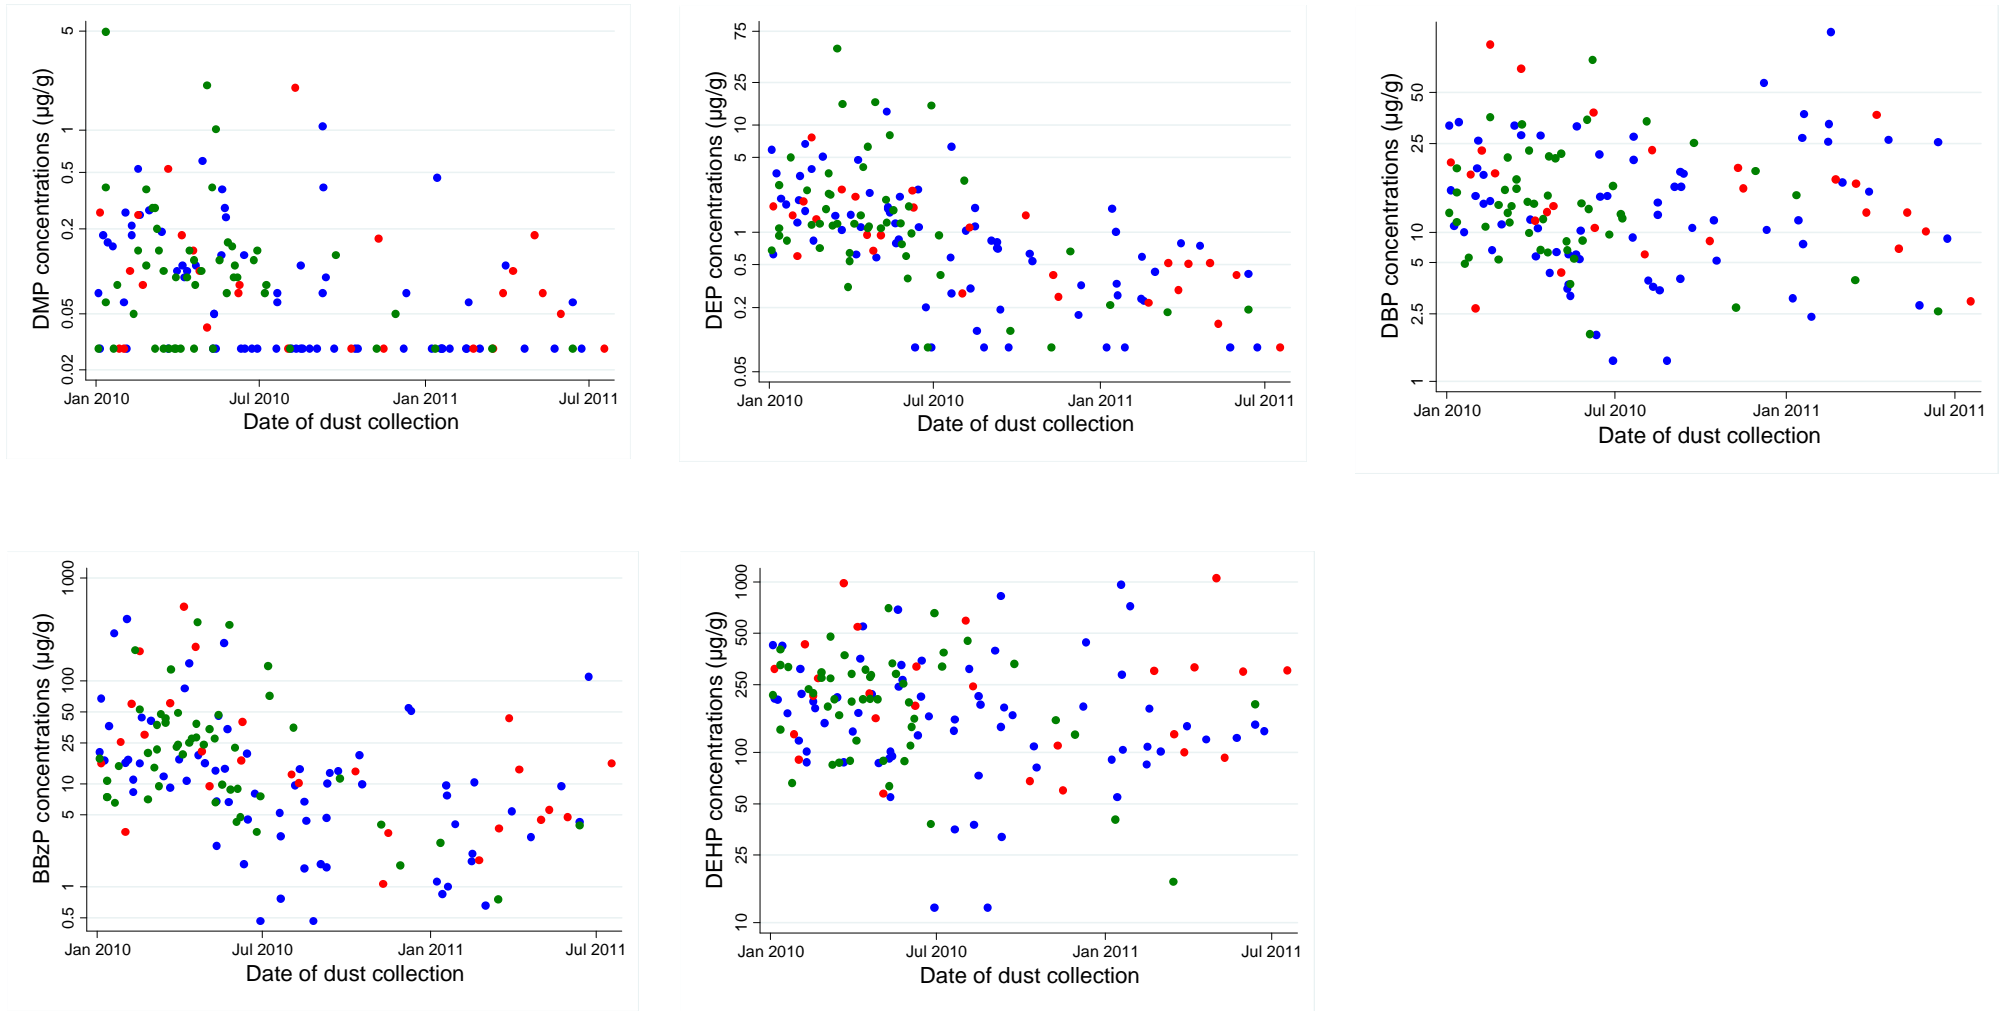 DMP concentrations (µg/g)
5
1
0.5
0.2
0.05
0.02
Jan 2010
Jul 2010
Jan 2011
Jul 2011
Date of dust collection
DEP concentrations (µg/g)
75
25
10
5
1
0.5
0.2
0.05
Jan 2010
Jul 2010
Jan 2011
Jul 2011
Date of dust collection
DBP concentrations (µg/g)
50
25
10
5
2.5
1
Jan 2010
Jul 2010
Jan 2011
Jul 2011
Date of dust collection
BBzP concentrations (µg/g)
1000
100
50
25
10
5
1
0.5
Jan 2010
Jul 2010
Jan 2011
Jul 2011
Date of dust collection
DEHP concentrations (µg/g)
1000
500
250
100
50
25
10
Jan 2010
Jul 2010
Jan 2011
Jul 2011
Date of dust collection